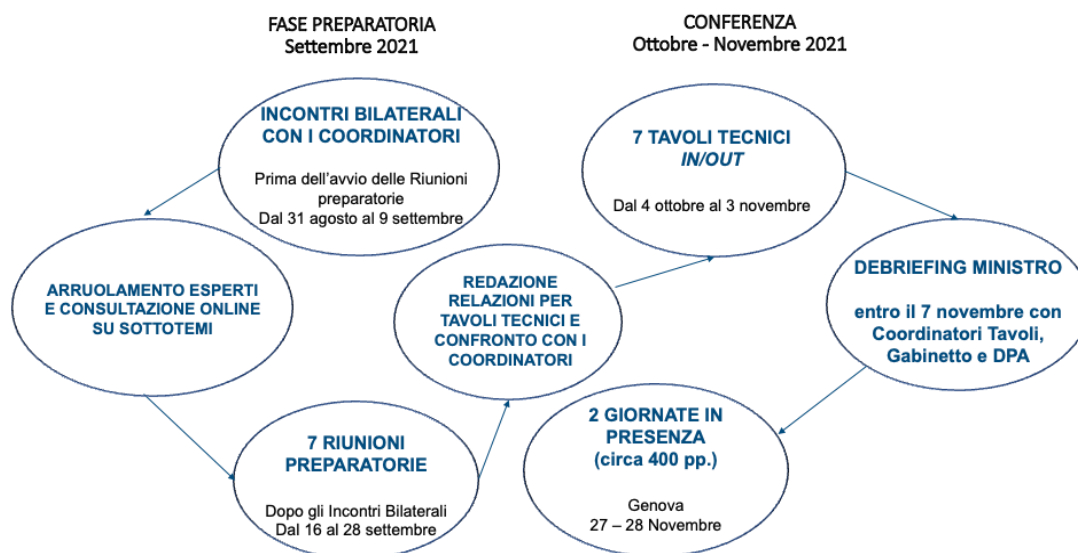 FASE PREPARATORIA
Settembre 2021
CONFERENZA
Ottobre - Novembre 2021
INCONTRI BILATERALI
CON I COORDINATORI
Prima dell'avvio delle Riunioni
preparatorie
Dal 31 agosto al 9 settembre
ARRUOLAMENTO ESPERTI
E CONSULTAZIONE ONLINE
SU SOTTOTEMI
7 RIUNIONI
PREPARATORIE
Dopo gli Incontri Bilaterali
Dal 16 al 28 settembre
REDAZIONE
RELAZIONI PER
TAVOLI TECNICI E
CONFRONTO CON I
COORDINATORI
7 TAVOLI TECNICI
IN/OUT
Dal 4 ottobre al 3 novembre
DEBRIEFING MINISTRO
entro il 7 novembre con
Coordinatori Tavoli,
Gabinetto e DPA
2 GIORNATE IN
PRESENZA
(circa 400 pp.)
Genova
27 – 28 Novembre